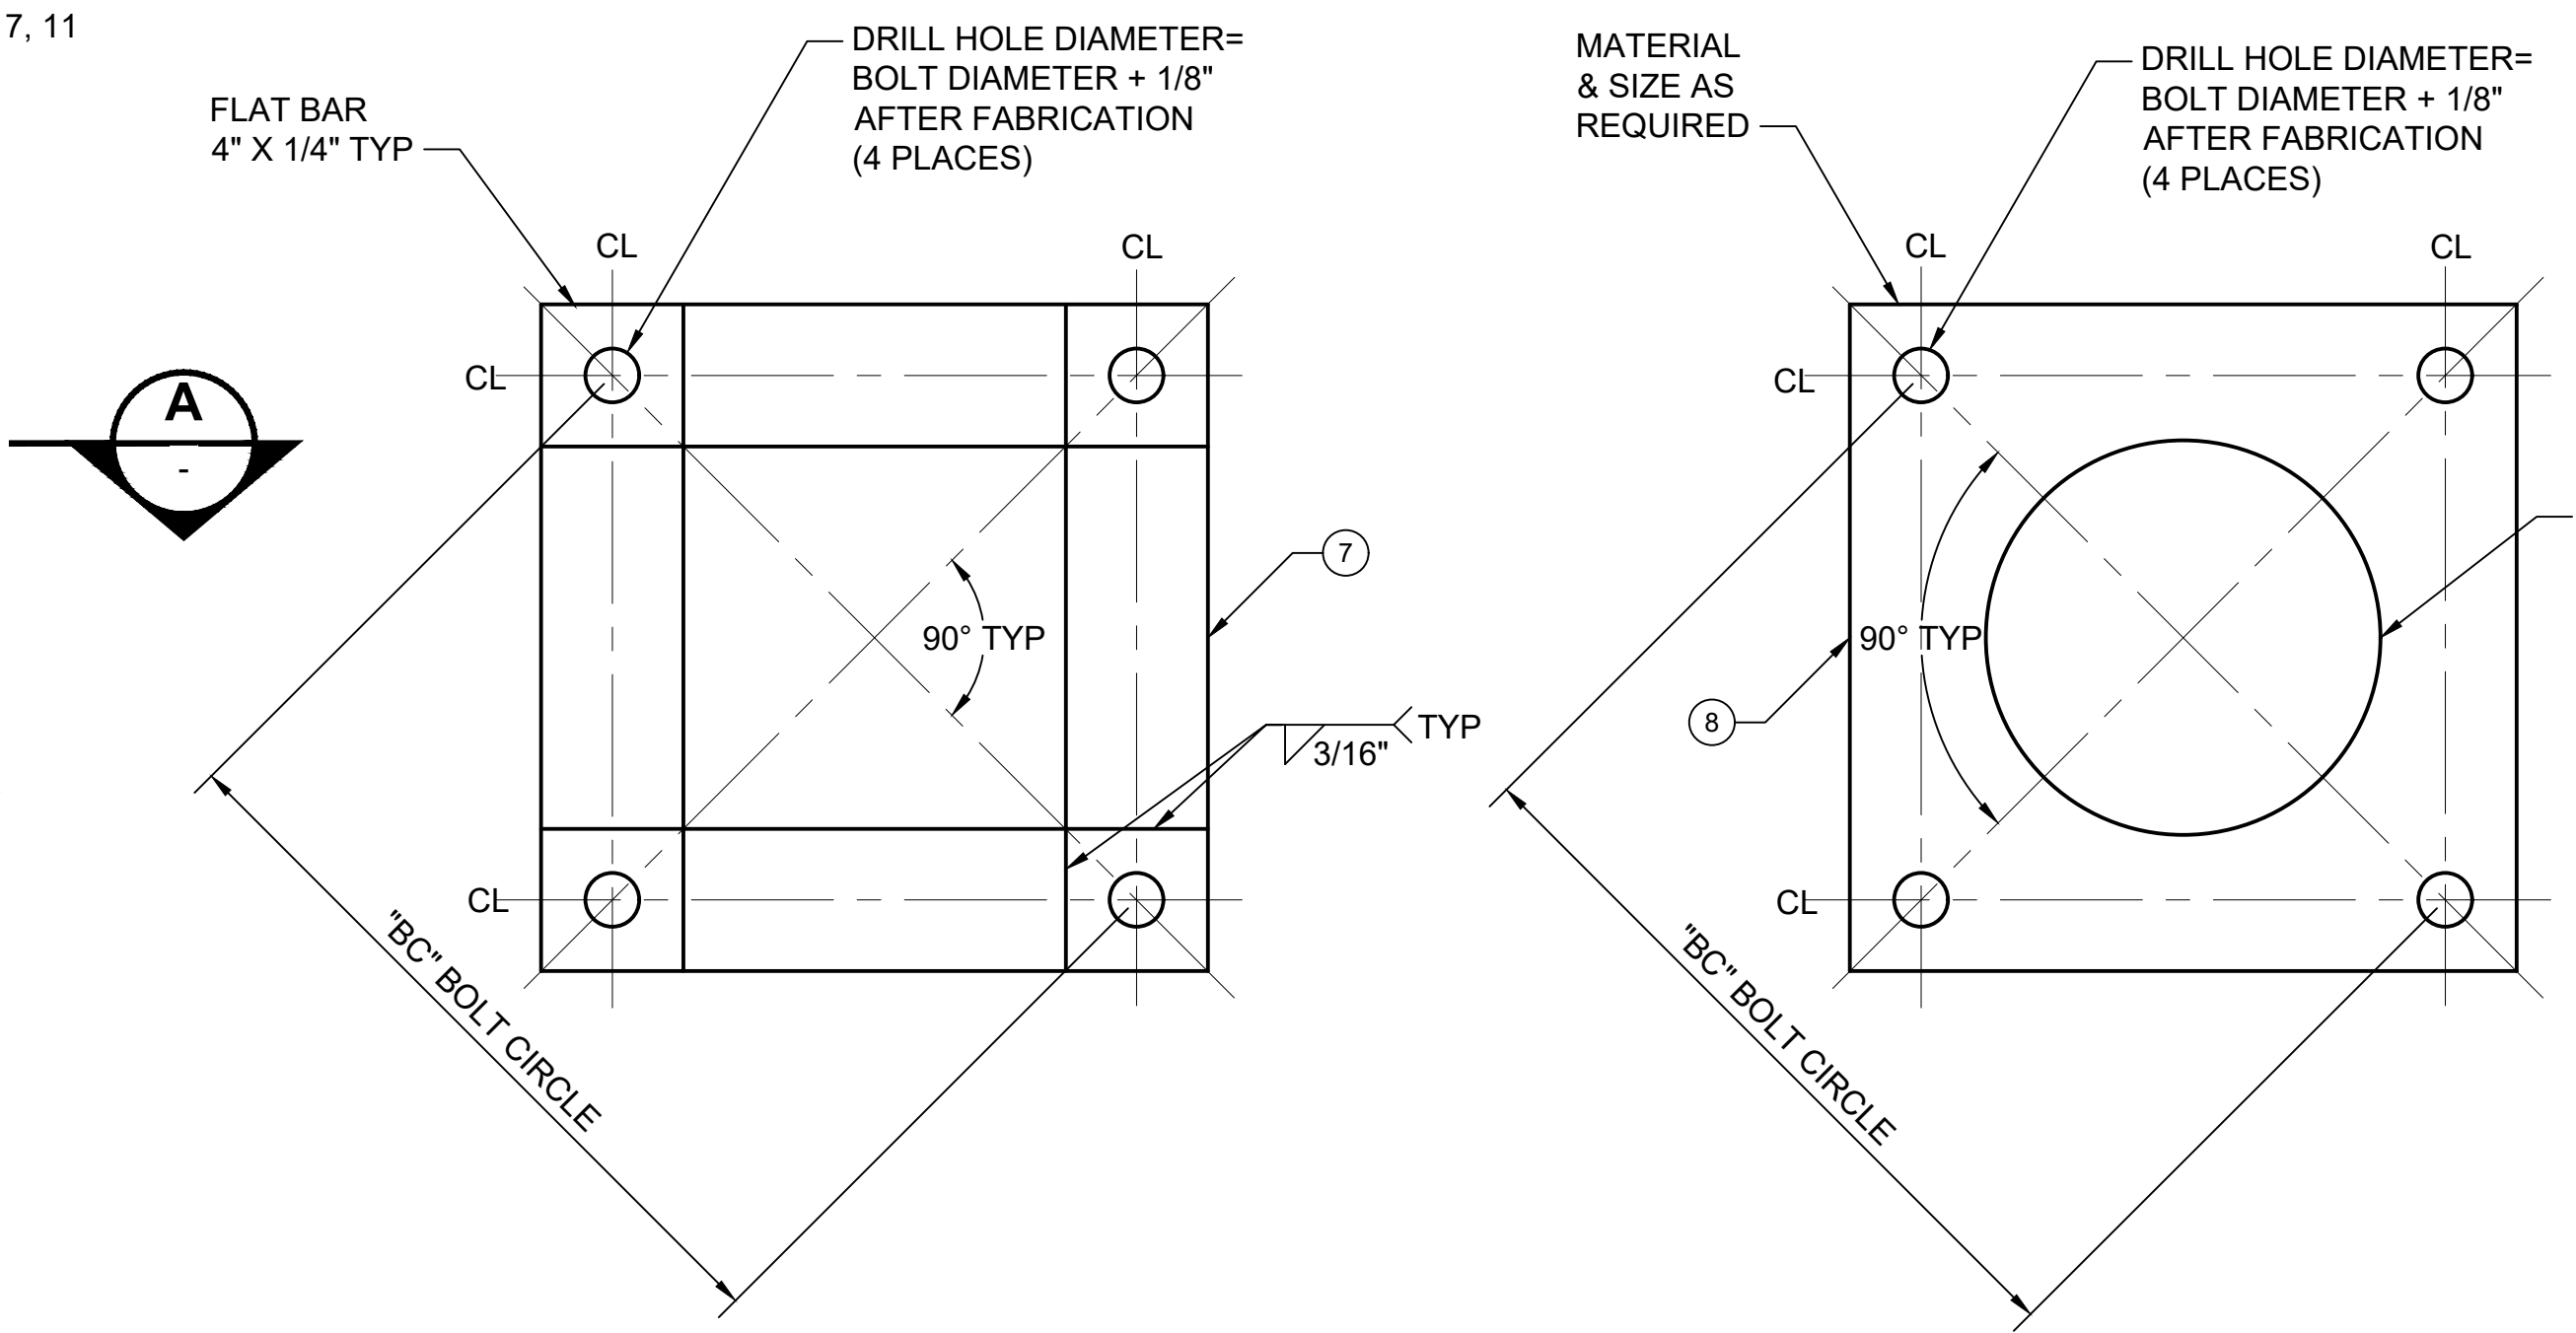 7, 11
DRILL HOLE DIAMETER=
BOLT DIAMETER + 1/8"
AFTER FABRICATION
(4 PLACES)
FLAT BAR
4" X 1/4" TYP
CL
CL
CL
A
-
7
90° TYP
TYP
3/16"
CL
"BC" BOLT CIRCLE
MATERIAL
& SIZE AS
REQUIRED
DRILL HOLE DIAMETER=
BOLT DIAMETER + 1/8"
AFTER FABRICATION
(4 PLACES)
CL
CL
CL
90° TYP
8
CL
"BC" BOLT CIRCLE